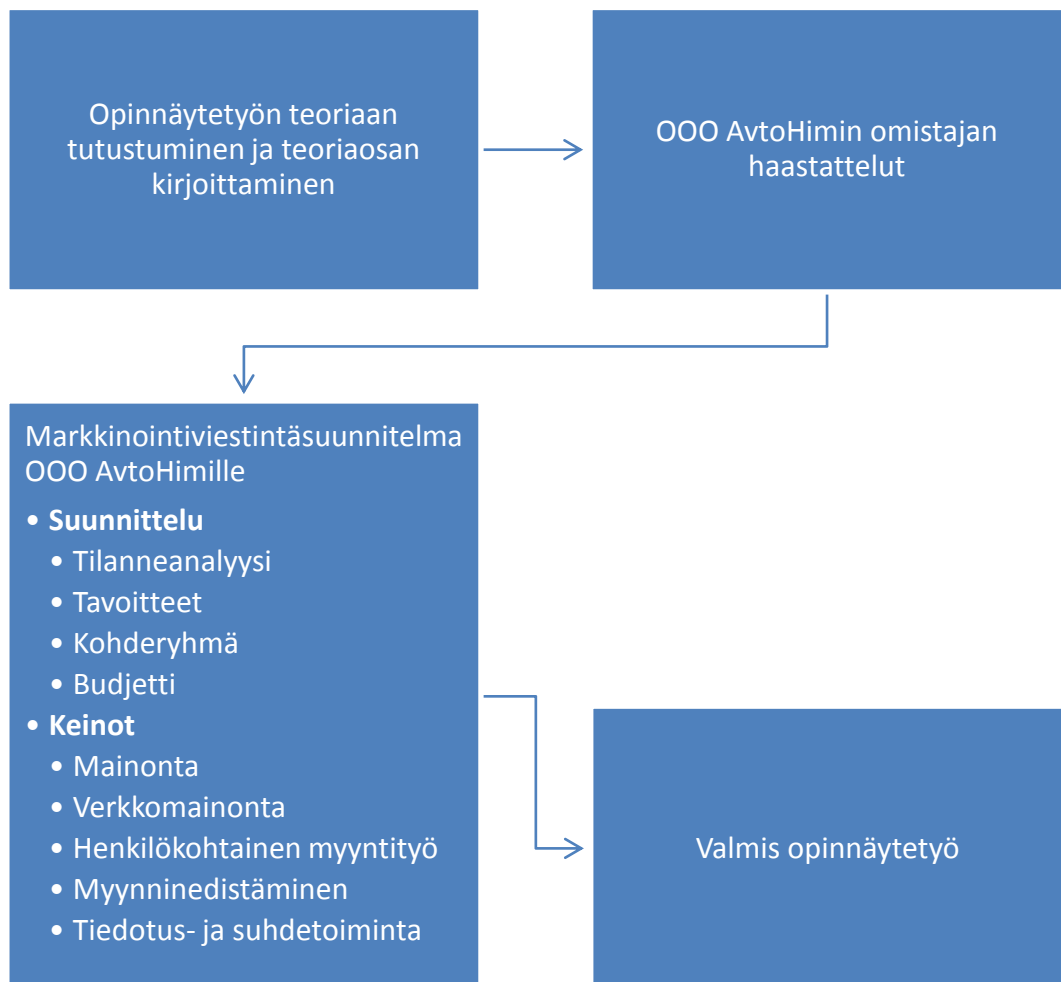 Opinnäytetyön teoriaan
tutustuminen ja teoriaosan
kirjoittaminen
OOO AvtoHimin omistajan
haastattelut
Markkinointiviestintäsuunnitelma
OOO AvtoHimille
• Suunnittelu
• Tilanneanalyysi
• Tavoitteet
• Kohderyhmä
• Budjetti
• Keinot
• Mainonta
• Verkkomainonta
• Henkilökohtainen myyntityö
• Myynninedistäminen
• Tiedotus- ja suhdetoiminta
Valmis opinnäytetyö